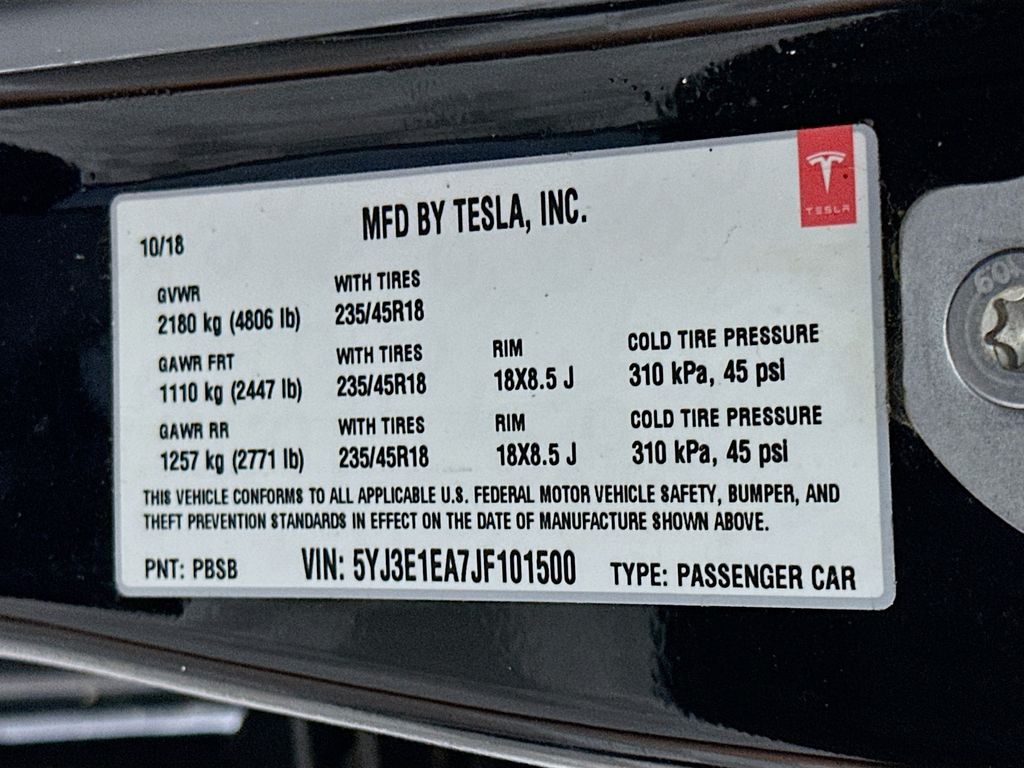 TESLA
MFD BY TESLA, INC.
10/18
GVWR WITH TIRES
2180 kg (4806 lb) 235/45R18
GAWR FRT WITH TIRES RIM COLD TIRE PRESSURE
1110 kg (2447 lb) 235/45R18 18X8.5 J 310 kPa, 45 psi
GAWR RR WITH TIRES RIM COLD TIRE PRESSURE
1257 kg (2771 lb) 235/45R18 18X8.5 J 310 kPa, 45 psi
THIS VEHICLE CONFORMS TO ALL APPLICABLE U.S. FEDERAL MOTOR VEHICLE SAFETY, BUMPER, AND
THEFT PREVENTION STANDARDS IN EFFECT ON THE DATE OF MANUFACTURE SHOWN ABOVE.
PNT: PBSB VIN: 5YJ3E1EA7JF101500 TYPE: PASSENGER CAR